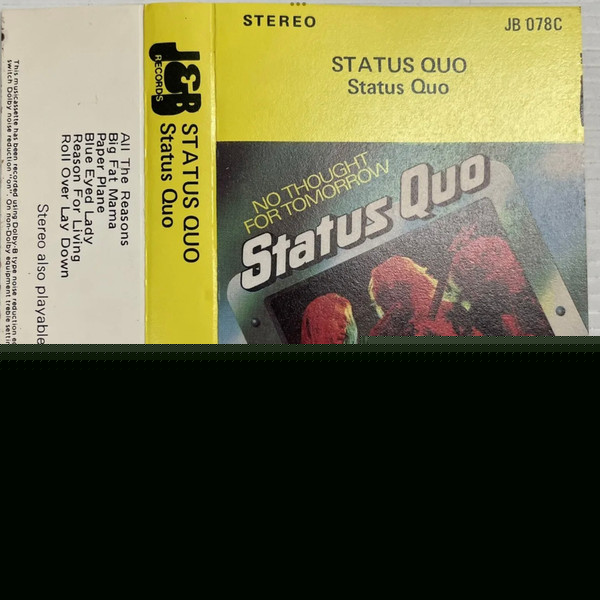 STEREO
JB 078C
STATUS QUO
Status Quo
NO THOUGHT
FOR TOMORROW
Status Quo
J&B
RECORDS
STATUS QUO
Status Quo
All The Reasons
Big Fat Mama
Paper Plane
Blue Eyed Lady
Reason For Living
Roll Over Lay Down
Stereo also playable
This musicassette has been recorded using Dolby-B type noise reduction
switch Dolby noise reduction "on". On non-Dolby equipment treble